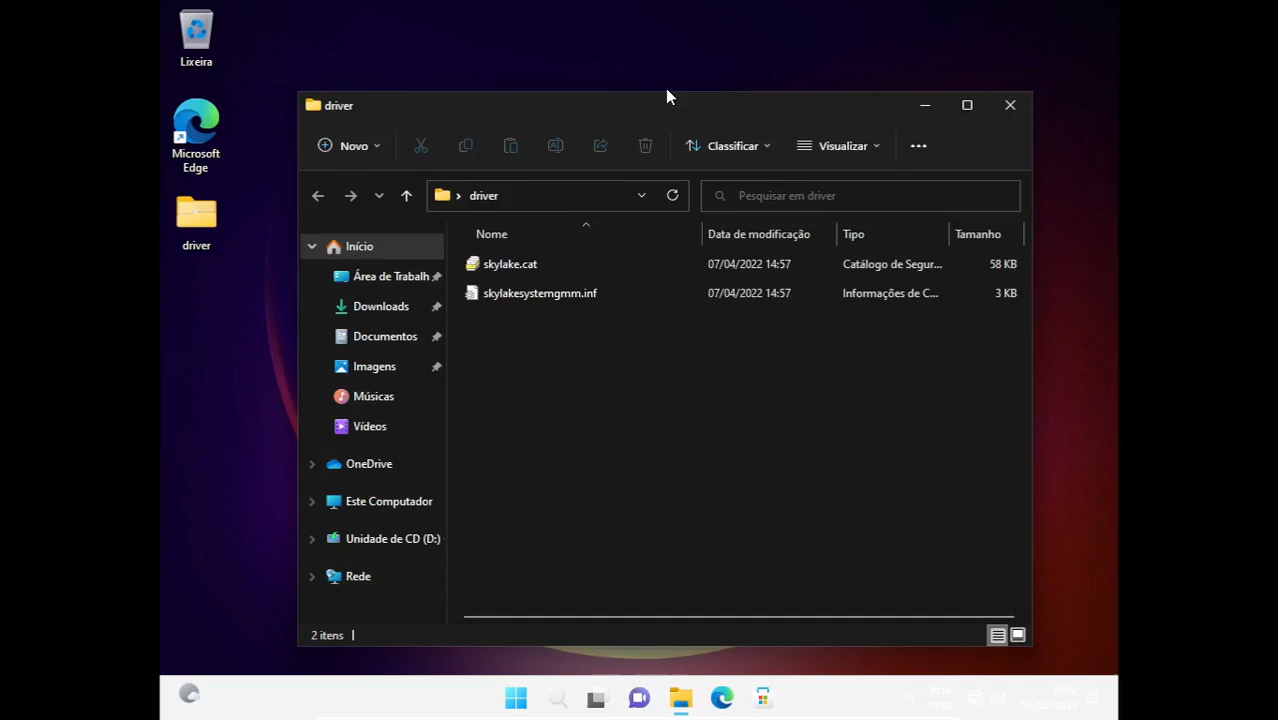 Lixeira
Microsoft
Edge
driver
driver
Novo
Classificar
Visualizar
driver
Pesquisar em driver
Nome
Data de modificação
Tipo
Tamanho
skylake.cat
07/04/2022 14:57
Catálogo de Segur...
58 KB
skylakesystemgmm.inf
07/04/2022 14:57
Informações de C...
3 KB
Início
Área de Trabalh
Downloads
Documentos
Imagens
Músicas
Vídeos
OneDrive
Este Computador
Unidade de CD (D:)
Rede
2 itens